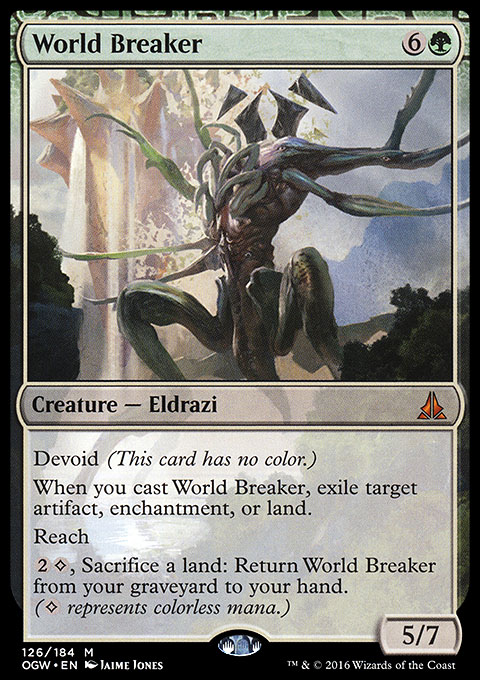 World Breaker 6
Creature — Eldrazi
Devoid (This card has no color.)
When you cast World Breaker, exile target
artifact, enchantment, or land.
Reach
2, Sacrifice a land: Return World Breaker
from your graveyard to your hand.
( represents colorless mana.)
5/7
126/184 M
OGW • EN Jaime Jones
™ & © 2016 Wizards of the Coast